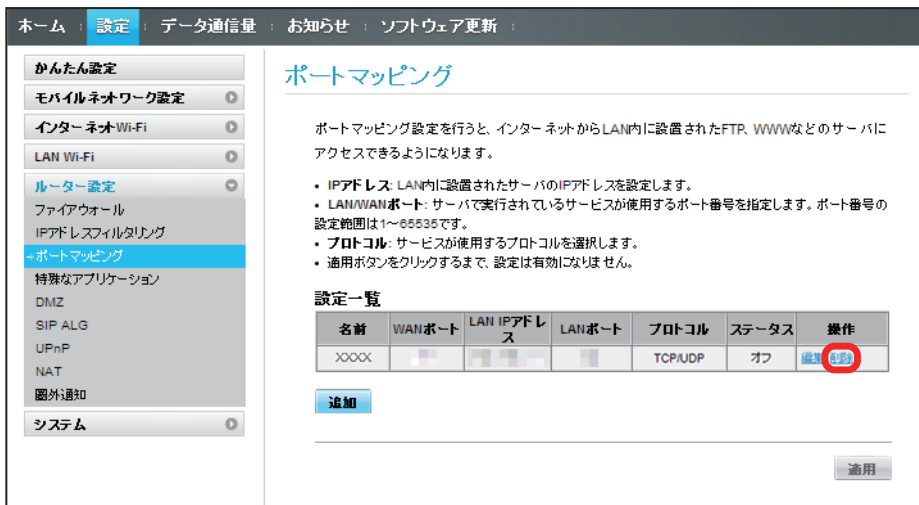 ホーム 設定 データ通信量 お知らせ ソフトウェア更新
かんたん設定
モバイルネットワーク設定
インターネットWi-Fi
LAN Wi-Fi
ルーター設定
ファイアウォール
IPアドレスフィルタリング
ポートマッピング
特殊なアプリケーション
DMZ
SIP ALG
UPnP
NAT
圏外通知
システム
ポートマッピング
ポートマッピング設定を行うと、インターネットからLAN内に設置されたFTP、WWWなどのサーバに
アクセスできるようになります。
• IPアドレス: LAN内に設置されたサーバのIPアドレスを設定します。
• LAN/WANポート: サーバで実行されているサービスが使用するポート番号を指定します。ポート番号の
設定範囲は1~65535です。
• プロトコル: サービスが使用するプロトコルを選択します。
• 適用ボタンをクリックするまで、設定は有効になりません。
設定一覧
名前 WANポート LAN IPアドレ
ス LANポート プロトコル ステータス 操作
XXXX TCP/UDP オフ 編集 削除
追加
適用